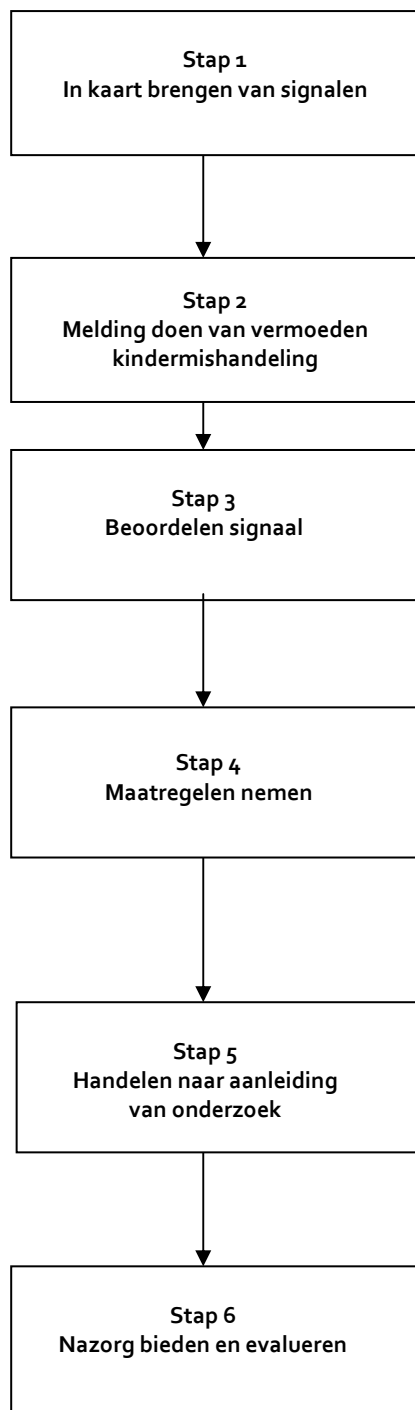 Stap 1
In kaart brengen van signalen
Stap 2
Melding doen van vermoeden
kindermishandeling
Stap 3
Beoordelen signaal
Stap 4
Maatregelen nemen
Stap 5
Handelen naar aanleiding
van onderzoek
Stap 6
Nazorg bieden en evalueren